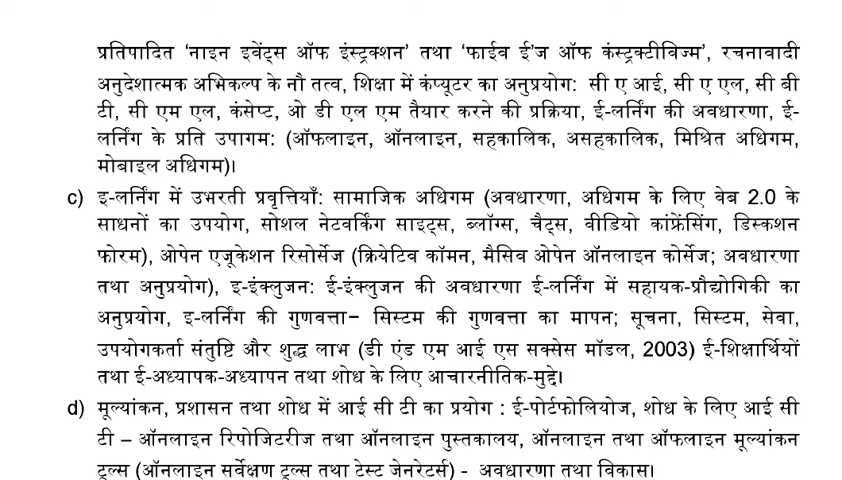 प्रतिपादित ‘नाइन इवेंट्स ऑफ इंस्ट्रक्शन’ तथा ‘फाईव ई’ज ऑफ कंस्ट्रक्टीविज्म’, रचनावादी
अनुदेशात्मक अभिकल्प के नौ तत्व, शिक्षा में कंप्यूटर का अनुप्रयोग: सी ए आई, सी ए एल, सी बी
टी, सी एम एल, कंसेप्ट, ओ डी एल एम तैयार करने की प्रक्रिया, ई-लर्निंग की अवधारणा, ई-
लर्निंग के प्रति उपागम: (ऑफलाइन, ऑनलाइन, सहकालिक, असहकालिक, मिश्रित अधिगम,
मोबाइल अधिगम)।
c) इ-लर्निंग में उभरती प्रवृत्तियाँ: सामाजिक अधिगम (अवधारणा, अधिगम के लिए वेब 2.0 के
साधनों का उपयोग, सोशल नेटवर्किंग साइट्स, ब्लॉग्स, चैट्स, वीडियो कांफ्रेंसिंग, डिस्कशन
फोरम), ओपेन एजूकेशन रिसोर्सेज (क्रियेटिव कॉमन, मैसिव ओपेन ऑनलाइन कोर्सेज; अवधारणा
तथा अनुप्रयोग), इ-इंक्लुजन: ई-इंक्लुजन की अवधारणा ई-लर्निंग में सहायक-प्रौद्योगिकी का
अनुप्रयोग, इ-लर्निंग की गुणवत्ता– सिस्टम की गुणवत्ता का मापन; सूचना, सिस्टम, सेवा,
उपयोगकर्ता संतुष्टि और शुद्ध लाभ (डी एंड एम आई एस सक्सेस मॉडल, 2003) ई-शिक्षार्थियों
तथा ई-अध्यापक-अध्यापन तथा शोध के लिए आचारनीतिक-मुद्दे।
d) मूल्यांकन, प्रशासन तथा शोध में आई सी टी का प्रयोग : ई-पोर्टफोलियोज, शोध के लिए आई सी
टी – ऑनलाइन रिपोजिटरीज तथा ऑनलाइन पुस्तकालय, ऑनलाइन तथा ऑफलाइन मूल्यांकन
टूल्स (ऑनलाइन सर्वेक्षण टूल्स तथा टेस्ट जेनरेटर्स) - अवधारणा तथा विकास।